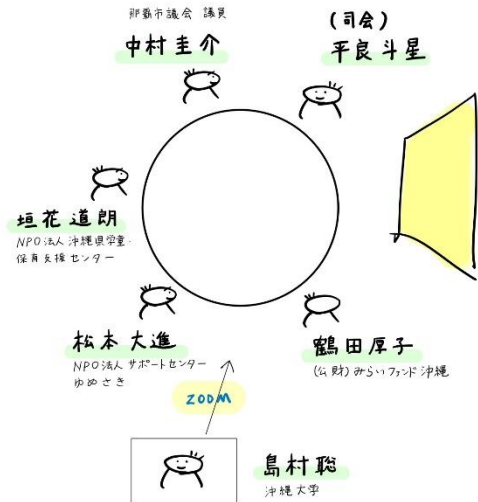 那覇市議会 議員
中村圭介
(司会)
平良斗星
垣花道朗
NPO法人 沖縄県学童・
保育支援センター
松本大進
NPO法人 サポートセンター
ゆめさき
鶴田厚子
(公財)みらいファンド沖縄
ZOOM
島村聡
沖縄大学